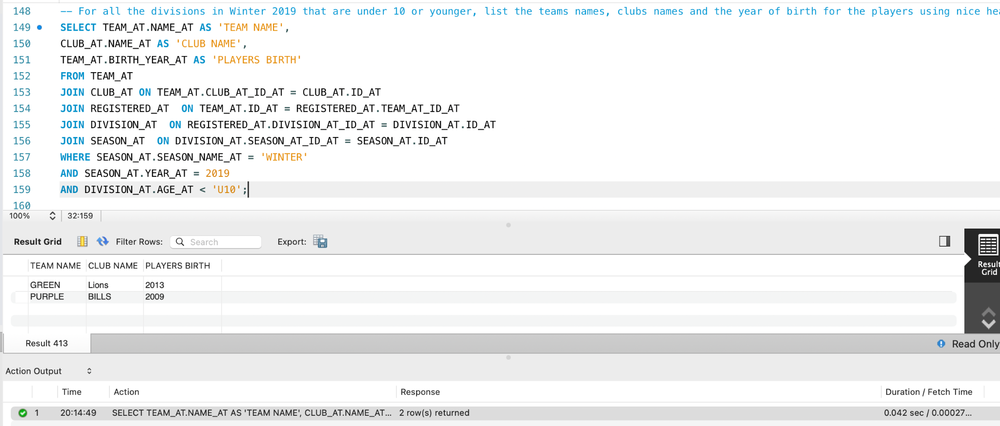 148 -- For all the divisions in Winter 2019 that are under 10 or younger, list the teams names, clubs names and the year of birth for the players using nice
149 SELECT TEAM_AT.NAME_AT AS 'TEAM NAME',
150 CLUB_AT.NAME_AT AS 'CLUB NAME',
151 TEAM_AT.BIRTH_YEAR_AT AS 'PLAYERS BIRTH'
152 FROM TEAM_AT
153 JOIN CLUB_AT ON TEAM_AT.CLUB_AT_ID_AT = CLUB_AT.ID_AT
154 JOIN REGISTERED_AT  ON TEAM_AT.ID_AT = REGISTERED_AT.TEAM_AT_ID_AT
155 JOIN DIVISION_AT  ON REGISTERED_AT.DIVISION_AT_ID_AT = DIVISION_AT.ID_AT
156 JOIN SEASON_AT  ON DIVISION_AT.SEASON_AT_ID_AT = SEASON_AT.ID_AT
157 WHERE SEASON_AT.SEASON_NAME_AT = 'WINTER'
158 AND SEASON_AT.YEAR_AT = 2019
159 AND DIVISION_AT.AGE_AT < 'U10';
160
100% 32:159
Result Grid Filter Rows: Search Export:
Result
Grid
TEAM NAME CLUB NAME PLAYERS BIRTH
GREEN Lions 2013
PURPLE BILLS 2009
Result 413 Read Only
Action Output
Time Action Response Duration / Fetch Time
1 20:14:49 SELECT TEAM_AT.NAME_AT AS 'TEAM NAME', CLUB_AT.NAME_AT... 2 row(s) returned 0.042 sec / 0.00027...